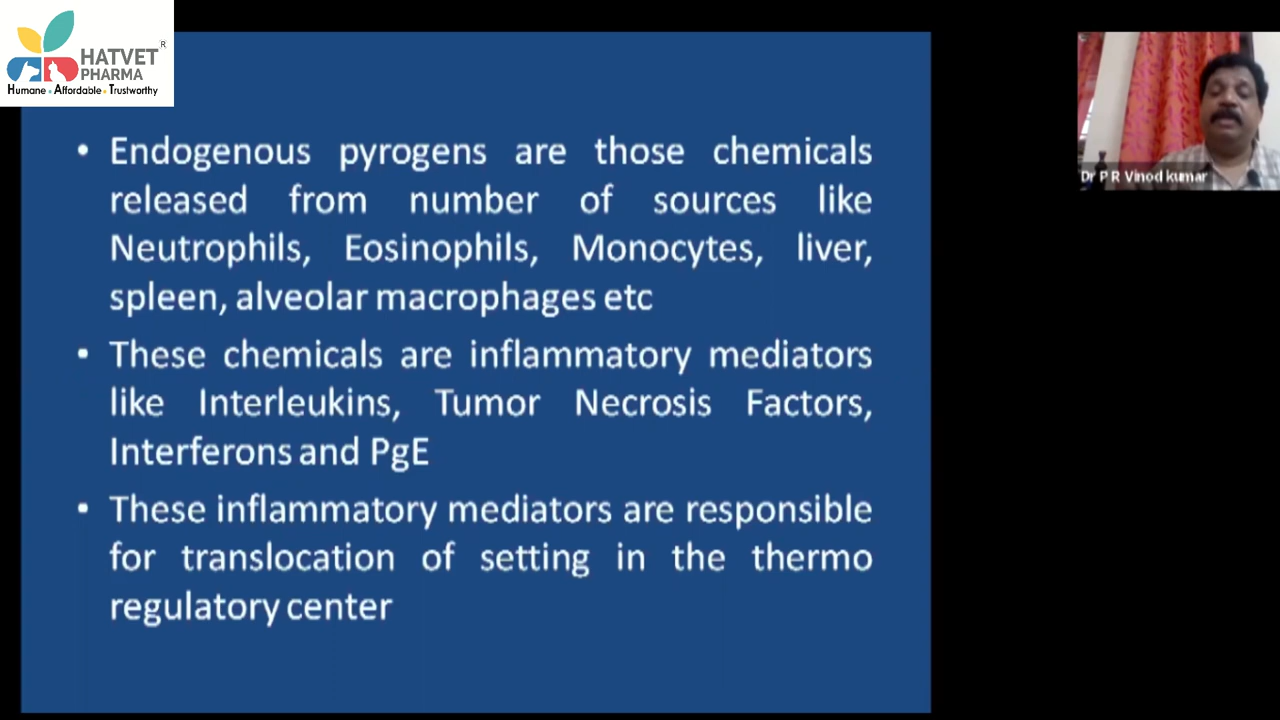 HATVET ®
PHARMA
Humane • Affordable • Trustworthy
Dr P R Vinod kumar
• Endogenous pyrogens are those chemicals
released from number of sources like
Neutrophils, Eosinophils, Monocytes, liver,
spleen, alveolar macrophages etc
• These chemicals are inflammatory mediators
like Interleukins, Tumor Necrosis Factors,
Interferons and PgE
• These inflammatory mediators are responsible
for translocation of setting in the thermo
regulatory center